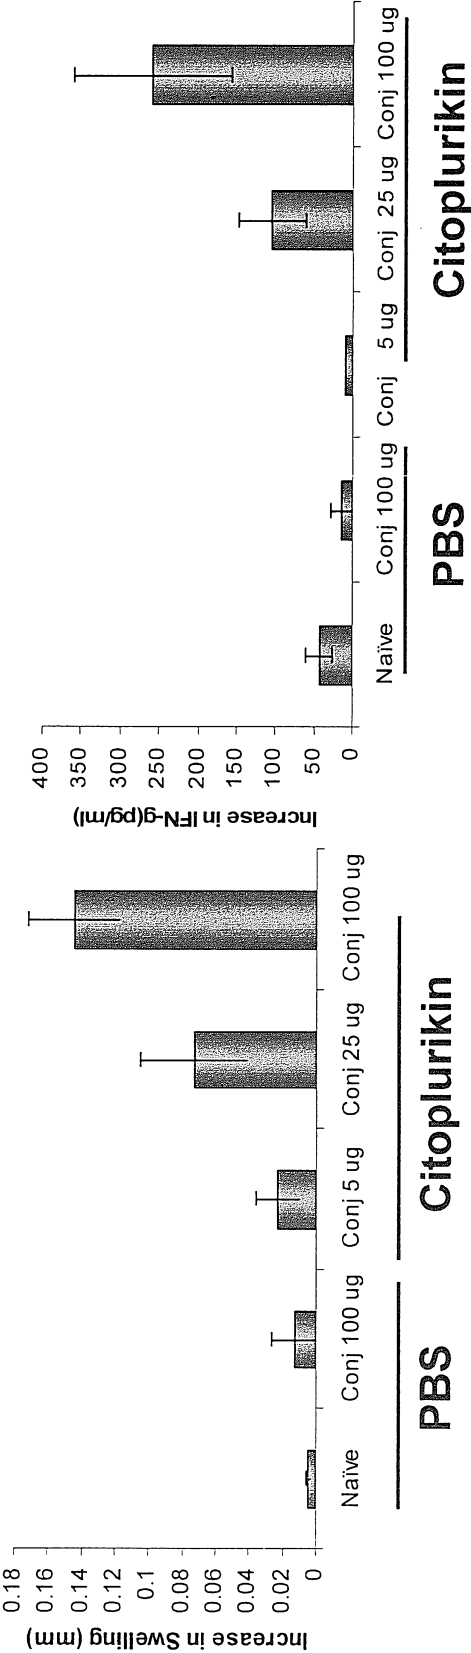 Increase in Swelling (mm)
0.18
0.16
0.14
0.12
0.1
0.08
0.06
0.04
0.02
0
Naïve
Conj 100 ug
Conj 5 ug
Conj 25 ug
Conj 100 ug
PBS
Citoplurikin
Increase in IFN-g(pg/ml)
400
350
300
250
200
150
100
50
0
Naïve
Conj 100 ug
Conj 5 ug
Conj 25 ug
Conj 100 ug
PBS
Citoplurikin